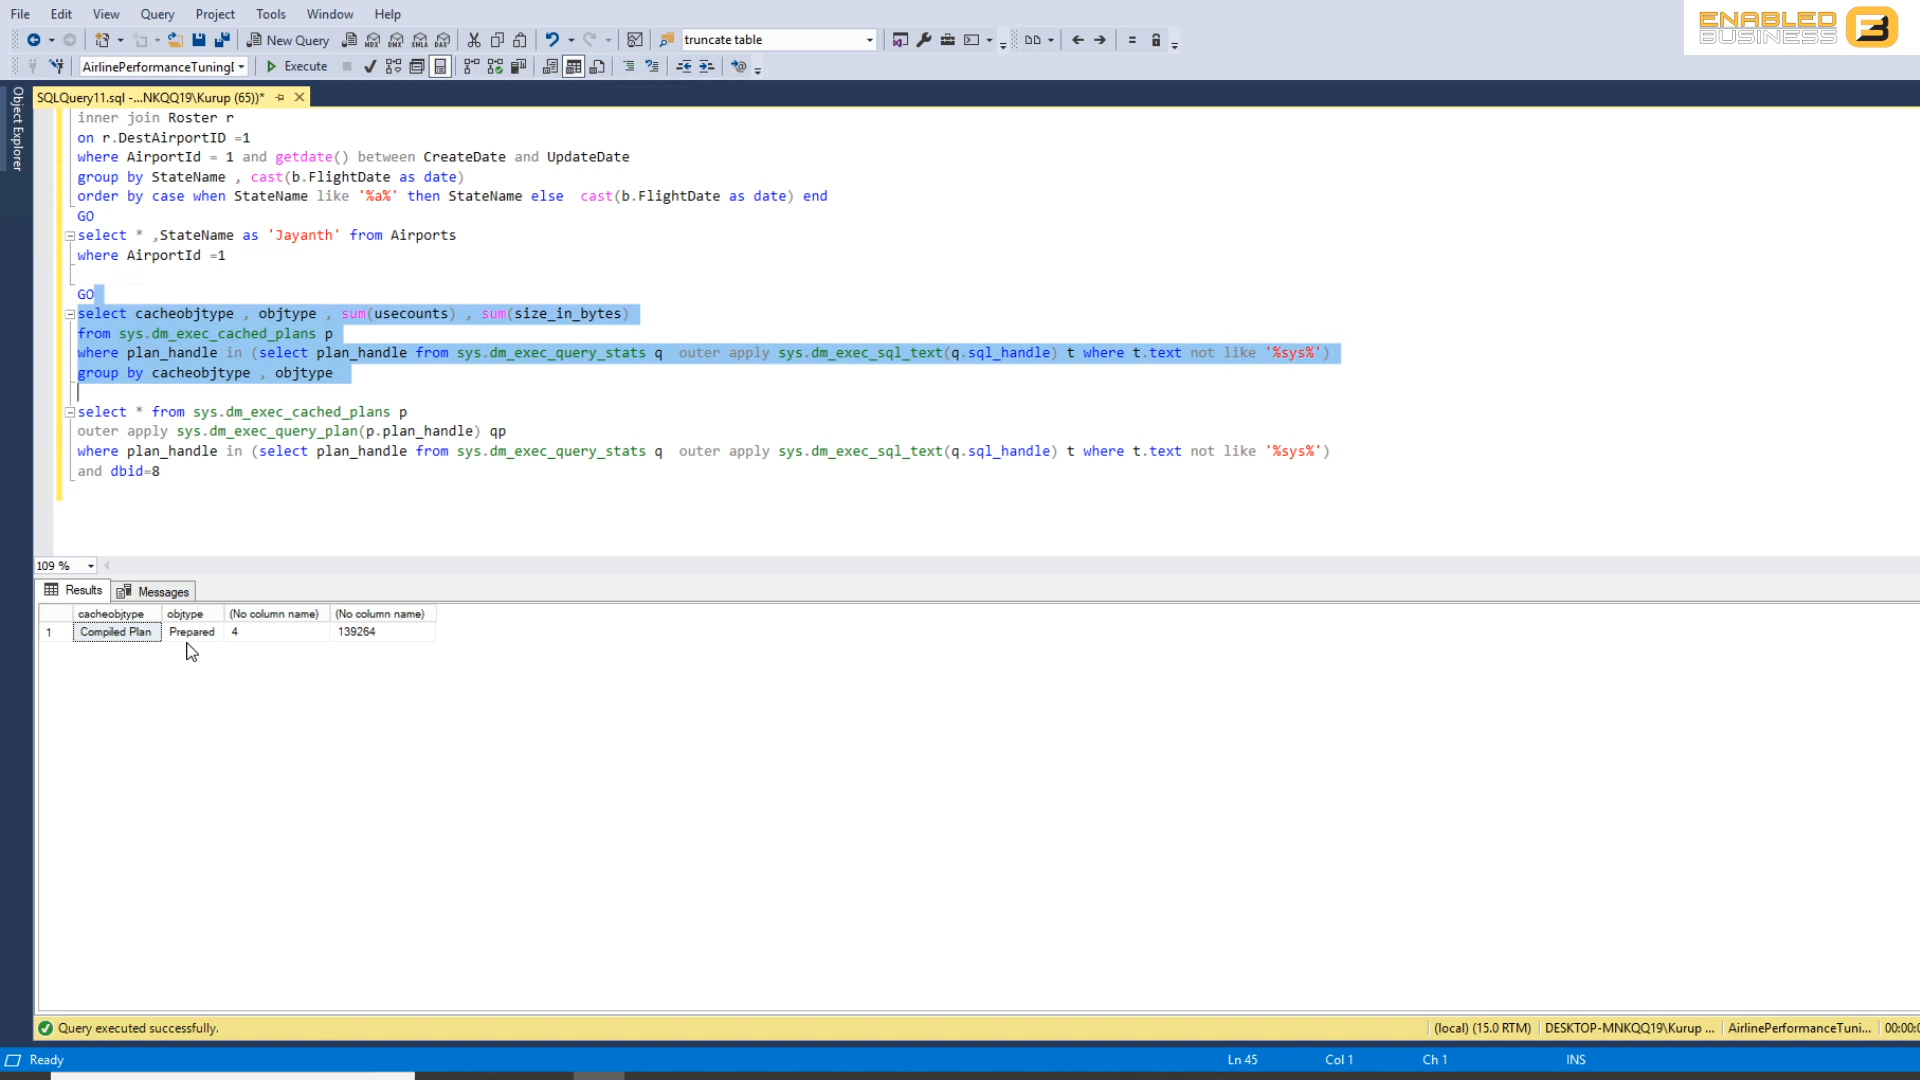 File Edit View Query Project Tools Window Help
ENABLED BUSINESS
New Query truncate table
AirlinePerformanceTuningD Execute
Object Explorer
SQLQuery11.sql -...NKQQ19\Kurup (65))*
inner join Roster r
on r.DestAirportID =1
where AirportId = 1 and getdate() between CreateDate and UpdateDate
group by StateName , cast(b.FlightDate as date)
order by case when StateName like '%a%' then StateName else cast(b.FlightDate as date) end
GO
select * ,StateName as 'Jayanth' from Airports
where AirportId =1
GO
select cacheobjtype , objtype , sum(usecounts) , sum(size_in_bytes)
from sys.dm_exec_cached_plans p
where plan_handle in (select plan_handle from sys.dm_exec_query_stats q outer apply sys.dm_exec_sql_text(q.sql_handle) t where t.text not like '%sys%')
group by cacheobjtype , objtype
select * from sys.dm_exec_cached_plans p
outer apply sys.dm_exec_query_plan(p.plan_handle) qp
where plan_handle in (select plan_handle from sys.dm_exec_query_stats q outer apply sys.dm_exec_sql_text(q.sql_handle) t where t.text not like '%sys%')
and dbid=8
109 %
Results Messages
cacheobjtype objtype (No column name) (No column name)
1 Compiled Plan Prepared 4 139264
Query executed successfully. (local) (15.0 RTM) DESKTOP-MNKQQ19\Kurup ... AirlinePerformanceTuni... 00:00:0
Ready Ln 45 Col 1 Ch 1 INS